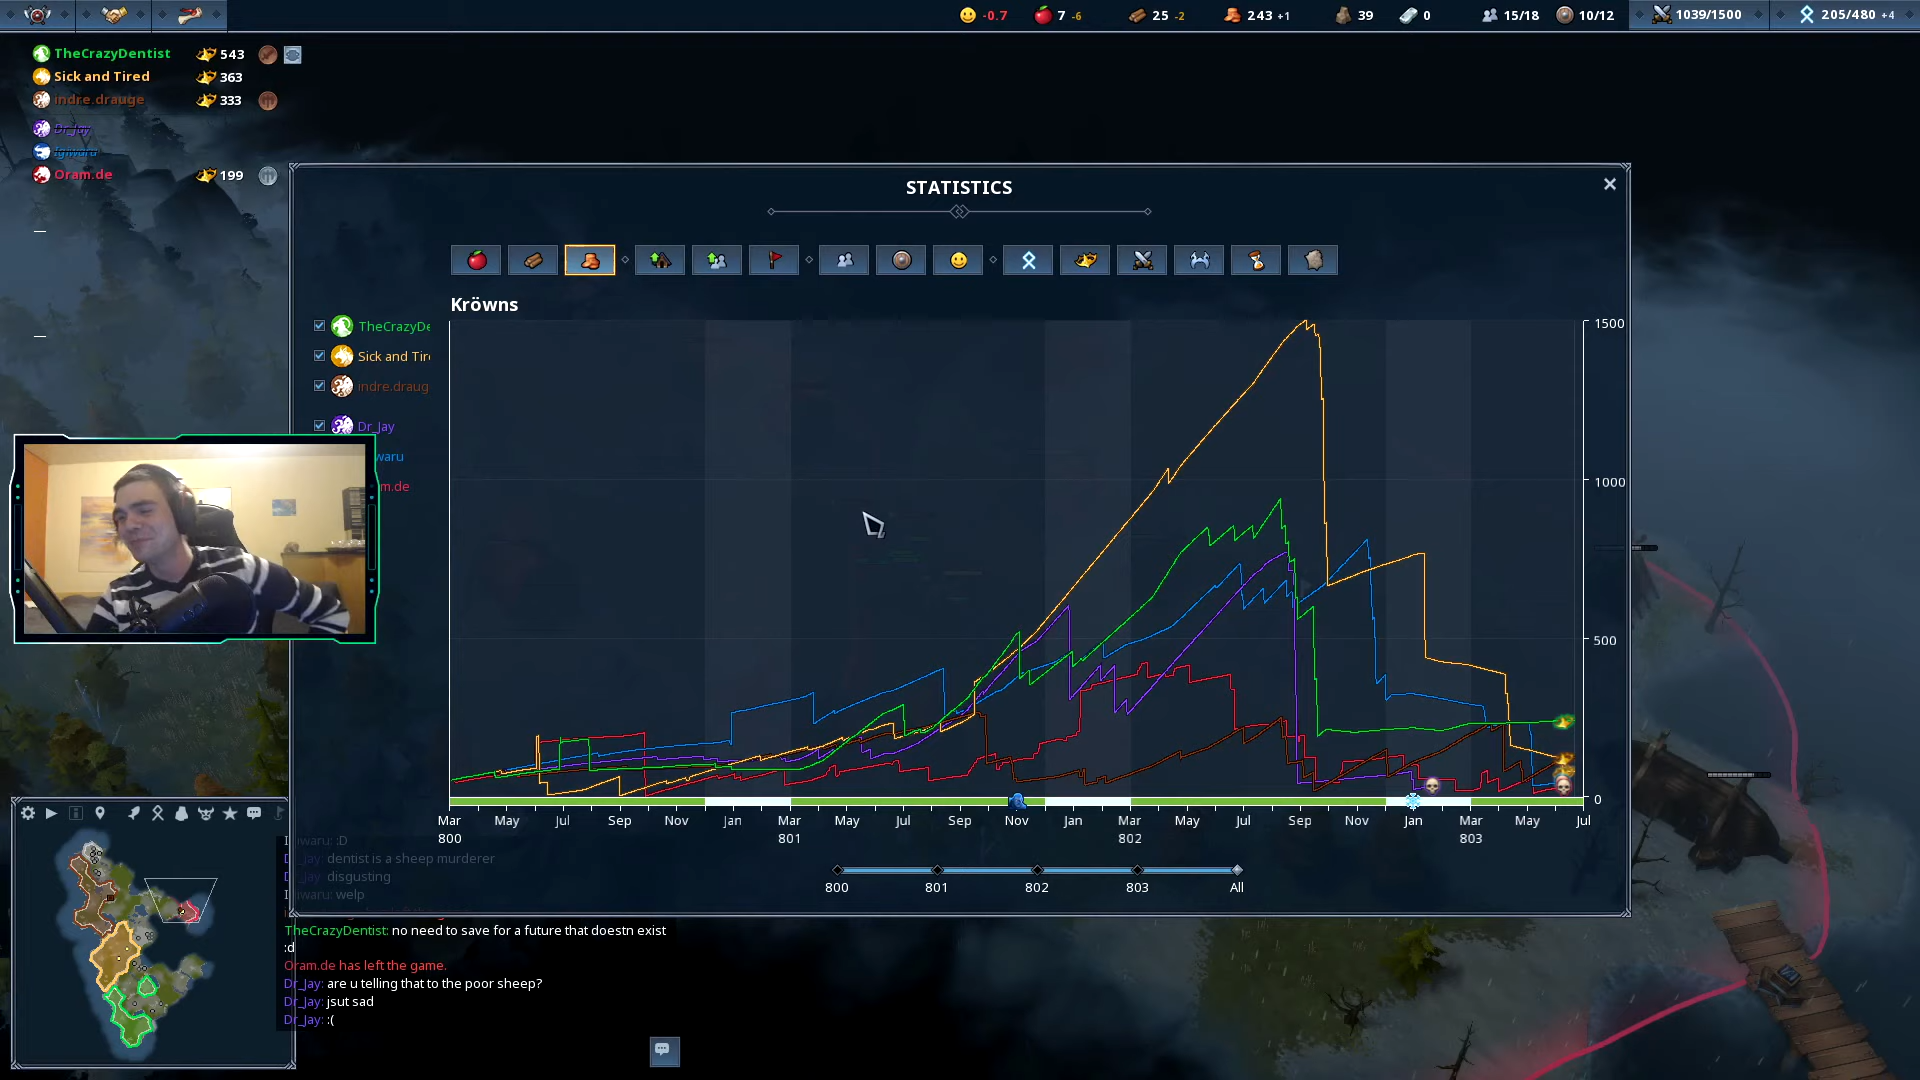 -0.7 7 -6 25 -2 243 +1 39 0 15/18 10/12 1039/1500 205/480 +4
TheCrazyDentist 543
Sick and Tired 363
indre.drauge 333
Dr_Jay
Igiwaru
Oram.de 199
STATISTICS
Kröwns
TheCrazyDe
Sick and Tire
indre.draug
Dr_Jay
waru
m.de
1500
1000
500
0
Mar May Jul Sep Nov Jan Mar May Jul Sep Nov Jan Mar May Jul Sep Nov Jan Mar May Jul
800 801 802 803
800 801 802 803 All
waru: :D
Dr_Jay: dentist is a sheep murderer
Dr_Jay: disgusting
waru: welp
TheCrazyDentist: no need to save for a future that doestn exist
:d
Oram.de has left the game.
Dr_Jay: are u telling that to the poor sheep?
Dr_Jay: jsut sad
Dr_Jay: :(